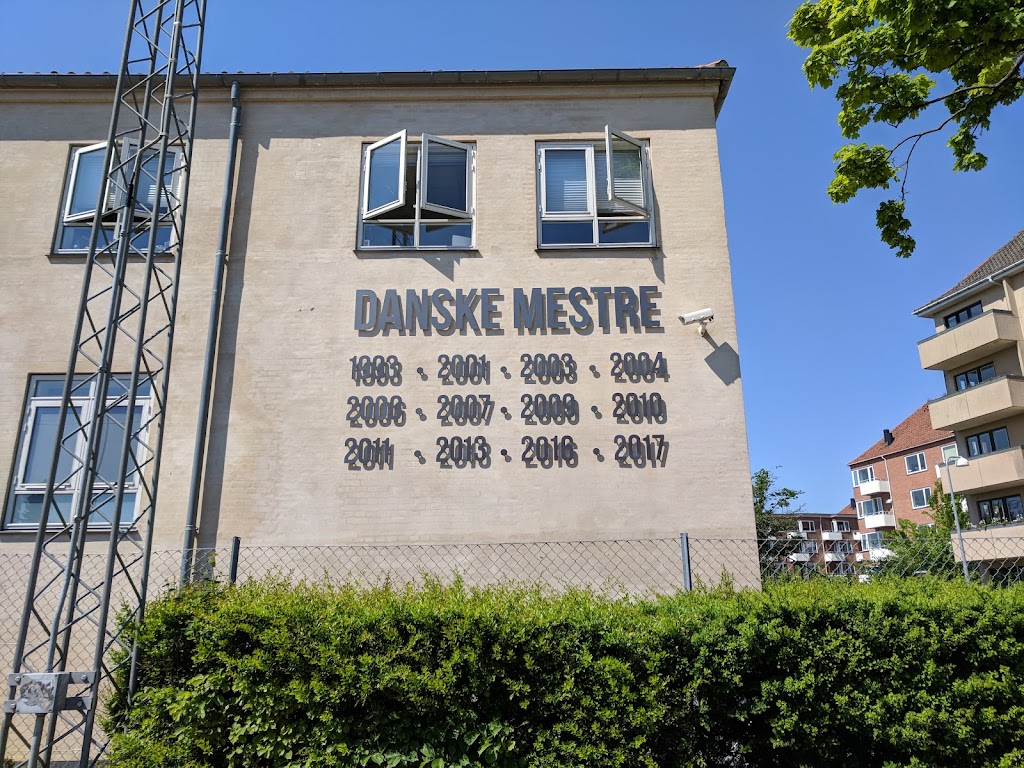 DANSKE MESTRE
1993 · 2001 · 2003 · 2004
2006 · 2007 · 2009 · 2010
2011 · 2013 · 2016 · 2017